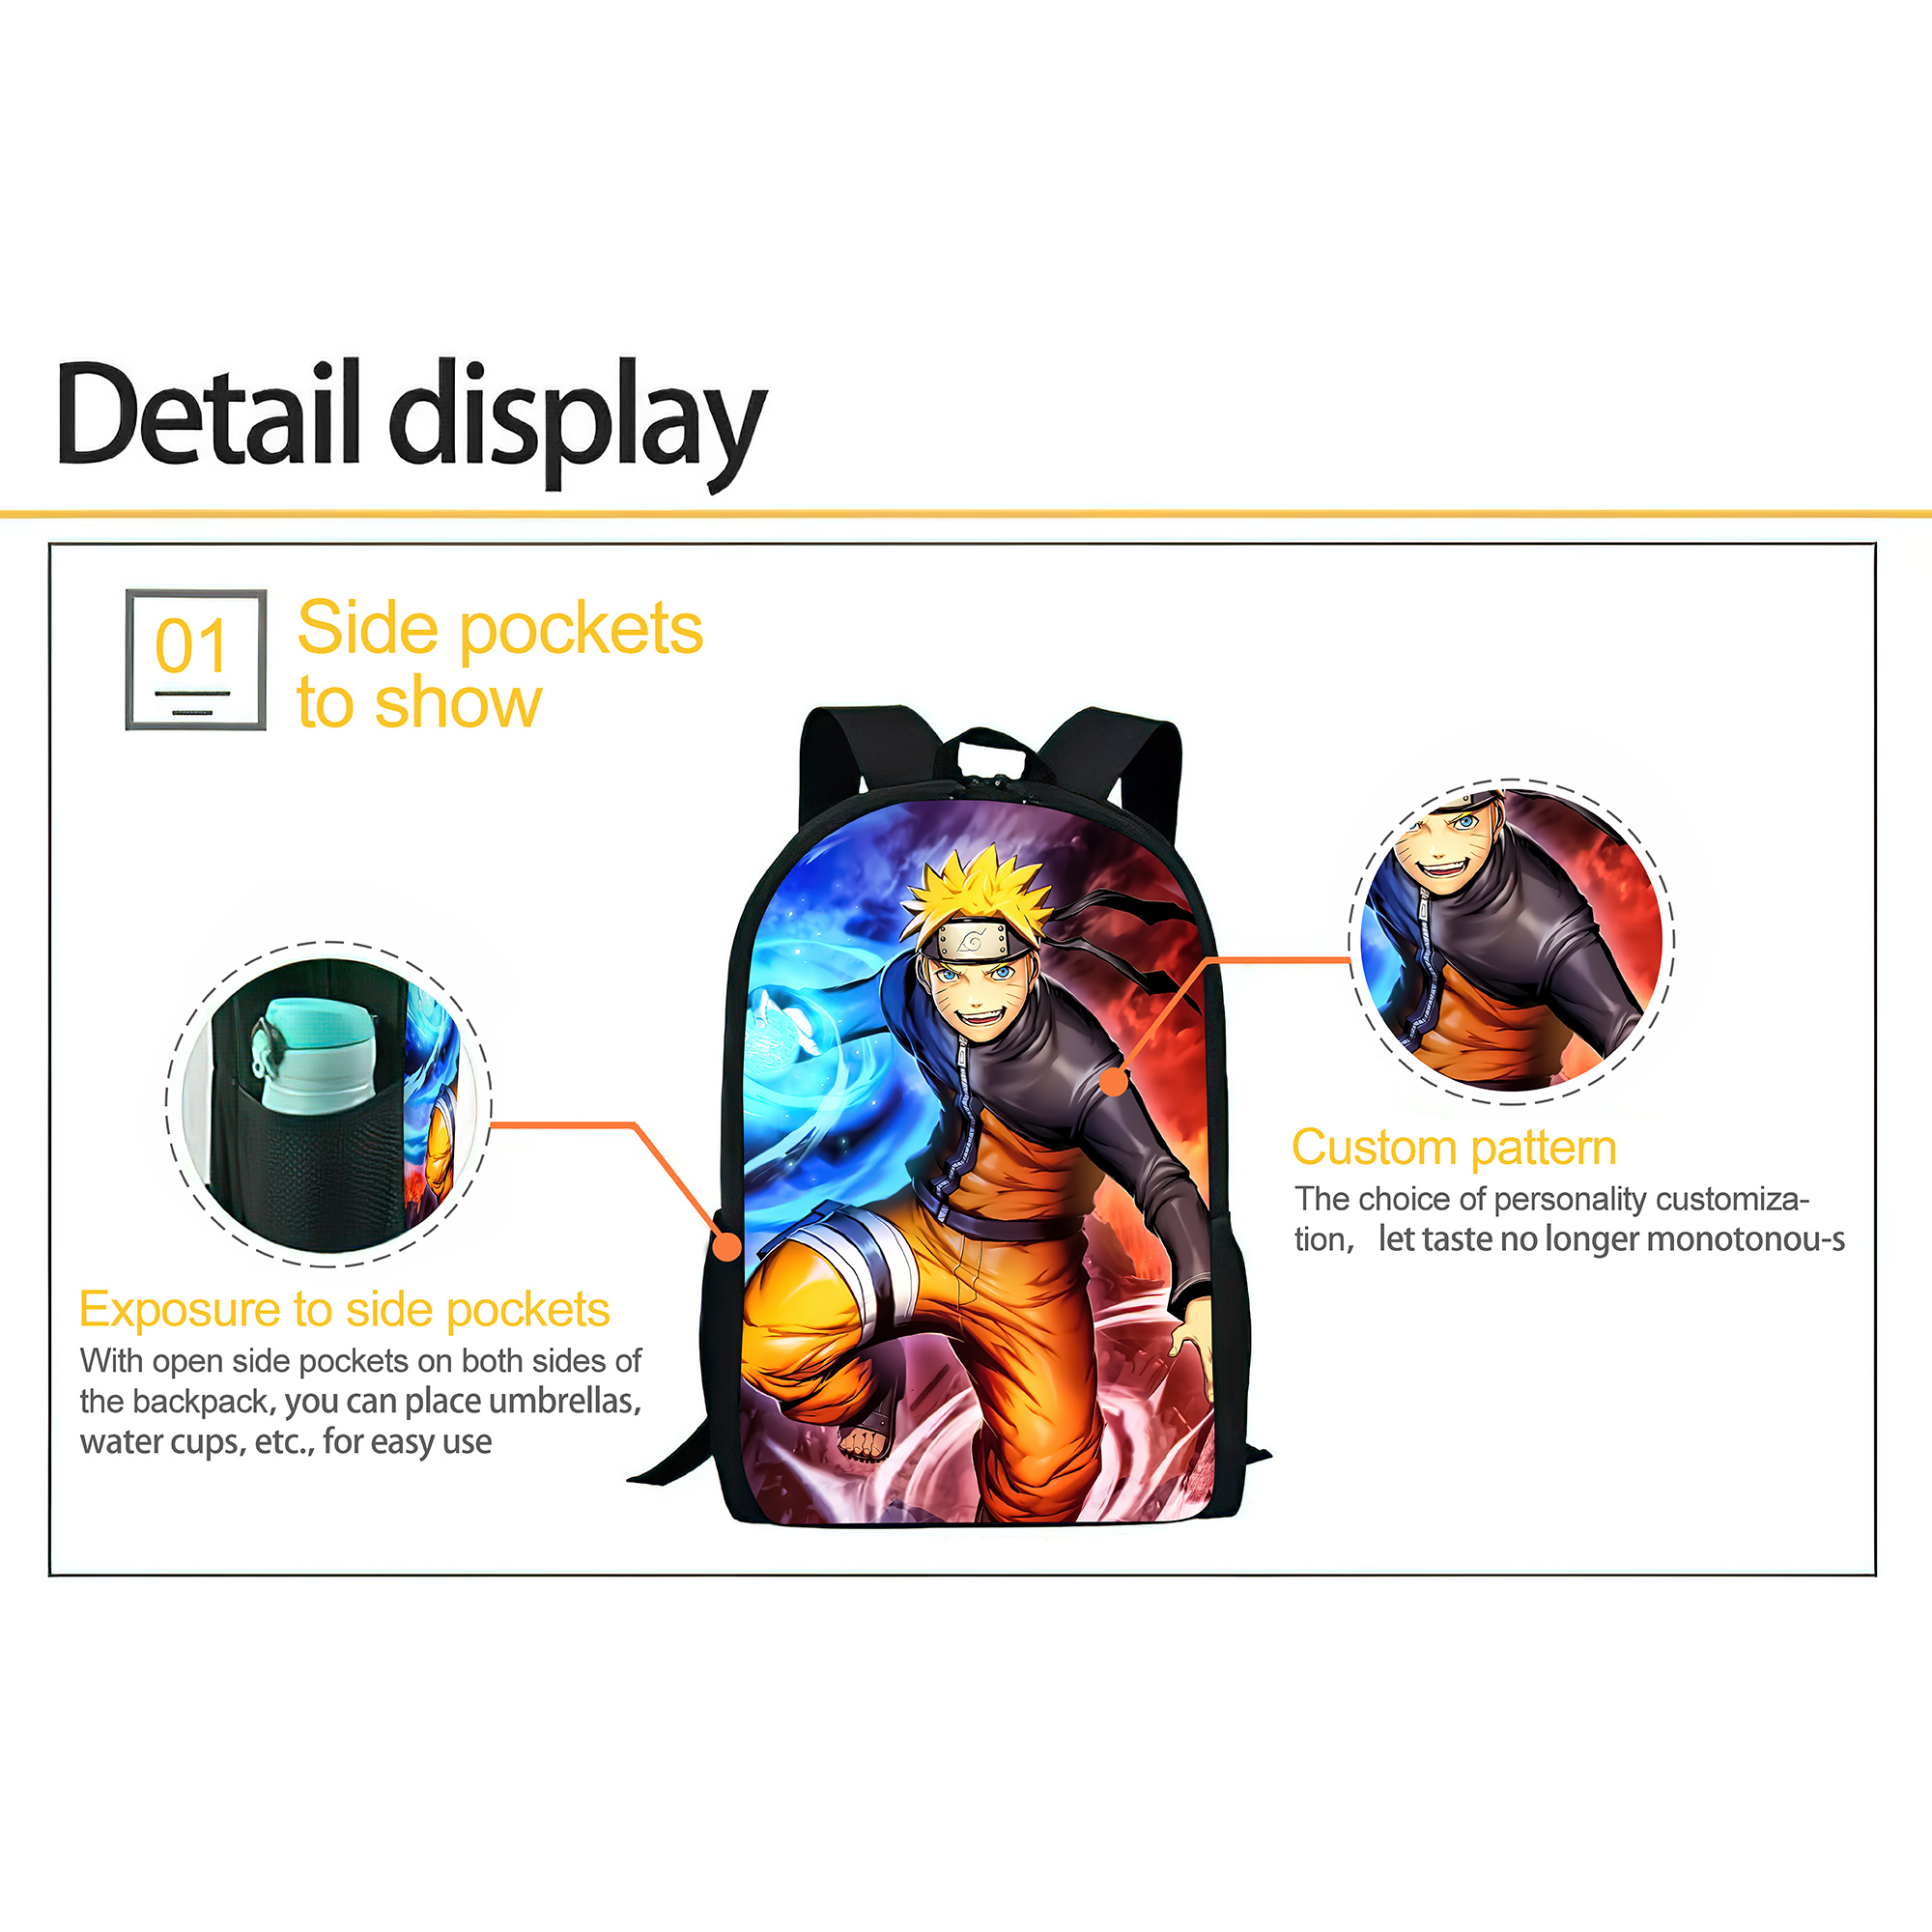 Detail display
01
Side pockets
to show
Exposure to side pockets
With open side pockets on both sides of
the backpack, you can place umbrellas,
water cups, etc., for easy use
Custom pattern
The choice of personality customiza-
tion, let taste no longer monotonou-s